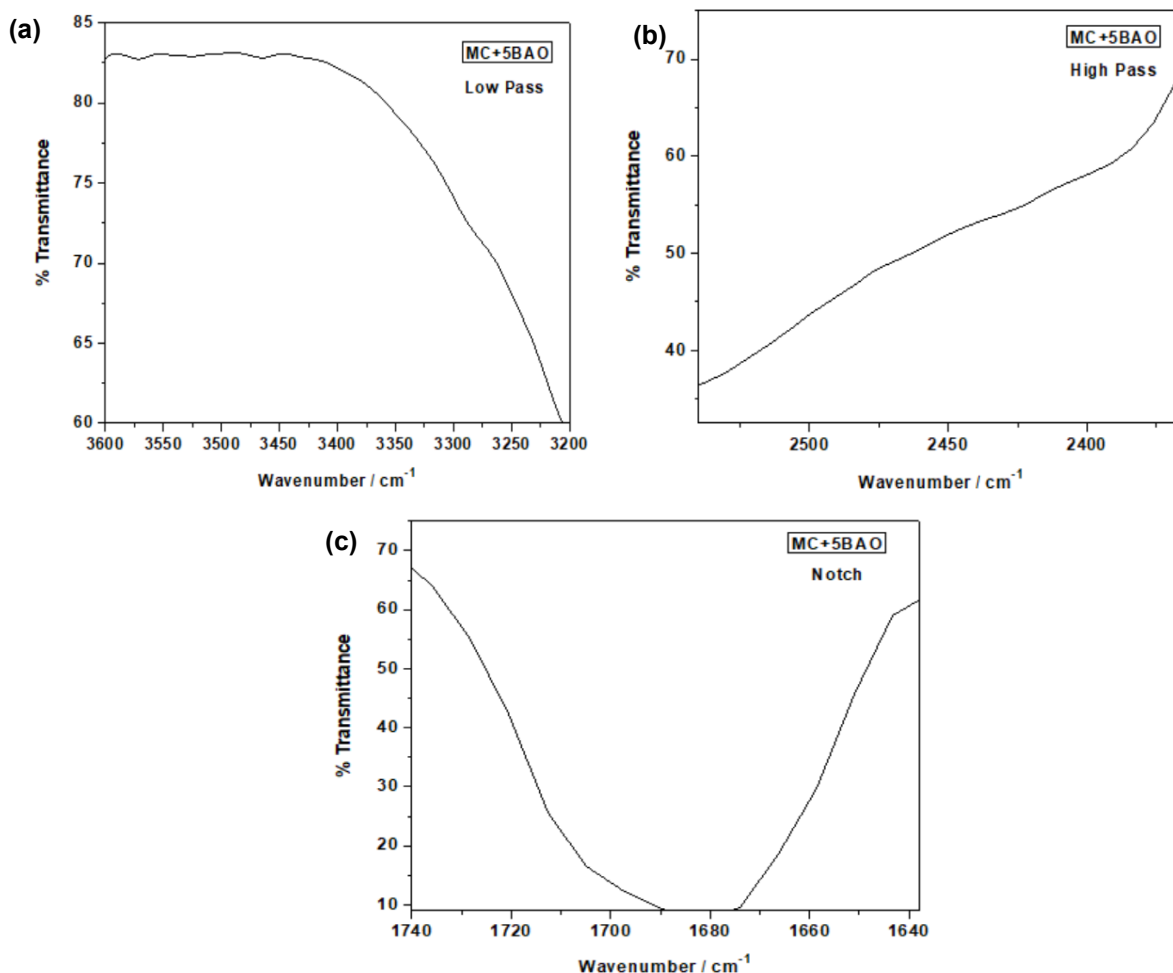 (a)
MC+5BAO
Low Pass
% Transmittance
85
80
75
70
65
60
3600 3550 3500 3450 3400 3350 3300 3250 3200
Wavenumber / cm⁻¹
(b)
MC+5BAO
High Pass
% Transmittance
70
60
50
40
2500 2450 2400
Wavenumber / cm⁻¹
(c)
MC+5BAO
Notch
% Transmittance
70
60
50
40
30
20
10
1740 1720 1700 1680 1660 1640
Wavenumber / cm⁻¹